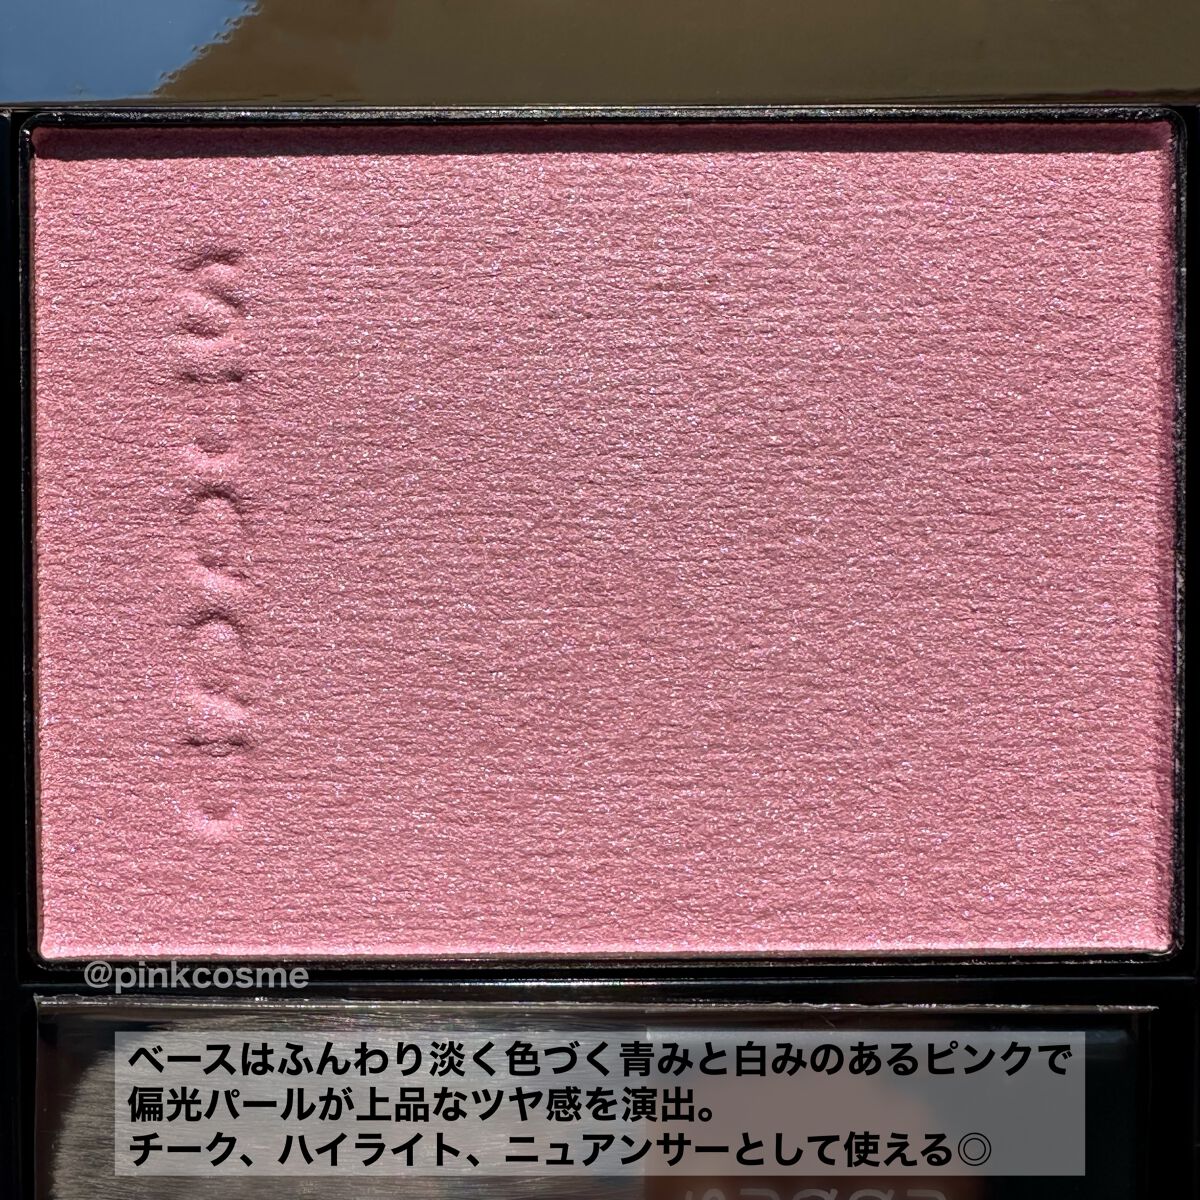 @pinkcosme
ベースはふんわり淡く色づく青みと白みのあるピンクで
偏光パールが上品なツヤ感を演出。
チーク、ハイライト、ニュアンサーとして使える◎